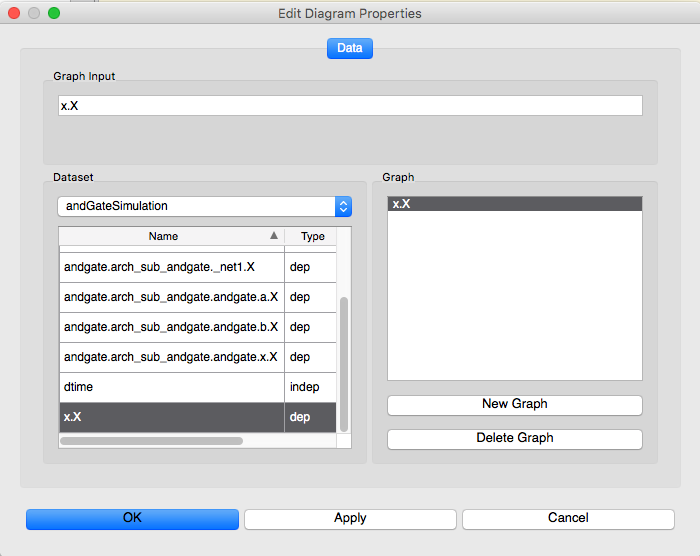 Edit Diagram Properties
Data
Graph Input
x.X
Dataset
andGateSimulation
Name Type
andgate.arch_sub_andgate._net1.X dep
andgate.arch_sub_andgate.andgate.a.X dep
andgate.arch_sub_andgate.andgate.b.X dep
andgate.arch_sub_andgate.andgate.x.X dep
dtime indep
x.X dep
Graph
x.X
New Graph
Delete Graph
OK Apply Cancel